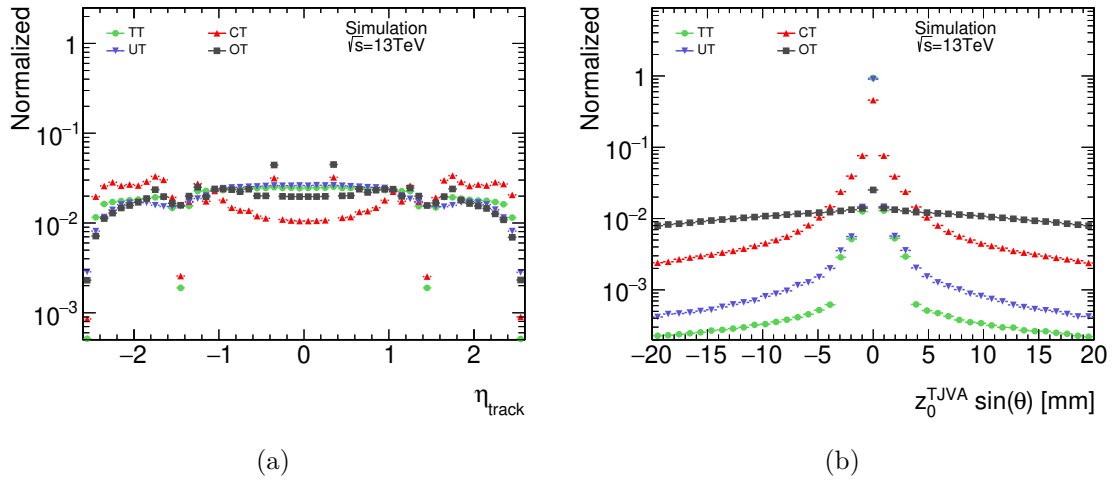 Normalized
TT
CT
UT
OT
Simulation
√s=13TeV
1
10⁻¹
10⁻²
10⁻³
−2 −1 0 1 2
η_track
(a)
Normalized
TT
CT
UT
OT
Simulation
√s=13TeV
1
10⁻¹
10⁻²
10⁻³
−20 −15 −10 −5 0 5 10 15 20
z₀^TJVA sin(θ) [mm]
(b)